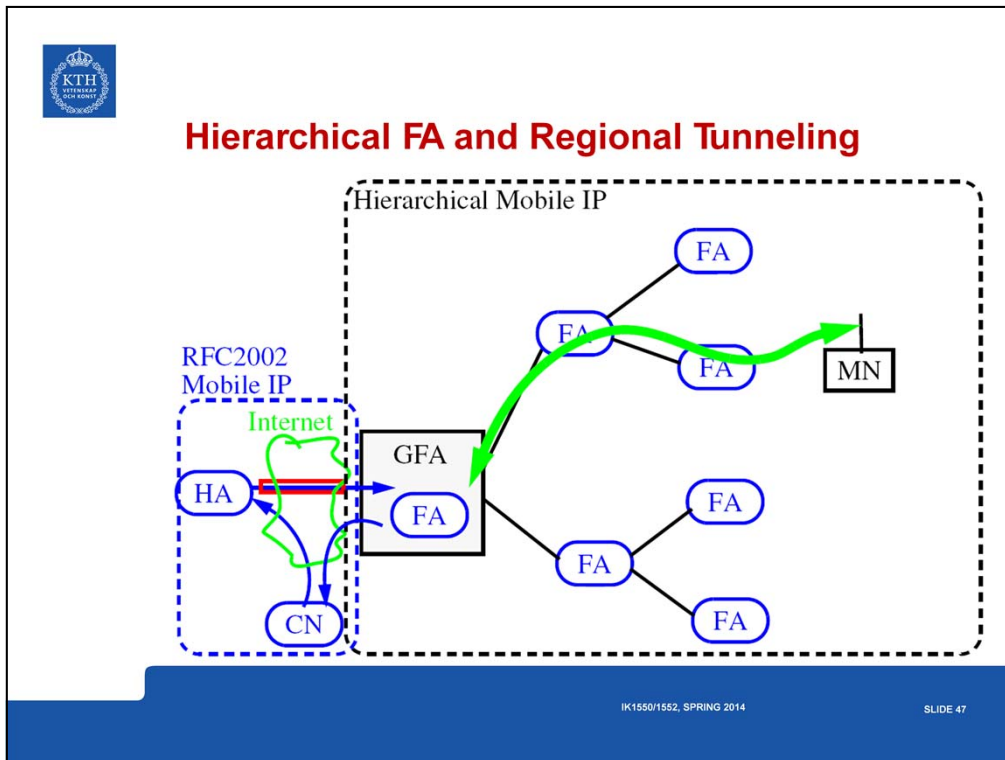 KTH
VETENSKAP
OCH KONST
Hierarchical FA and Regional Tunneling
Hierarchical Mobile IP
FA
FA
FA
MN
RFC2002
Mobile IP
Internet
GFA
HA
FA
FA
FA
CN
FA
IK1550/1552, SPRING 2014
SLIDE 47